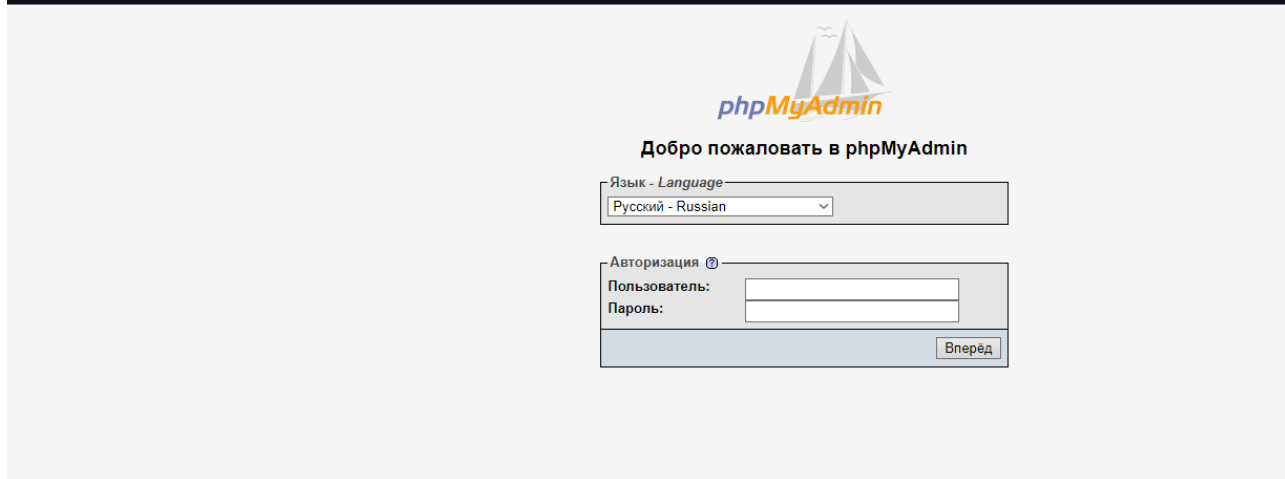 phpMyAdmin
Добро пожаловать в phpMyAdmin
Язык - Language
Русский - Russian
Авторизация
Пользователь:
Пароль:
Вперёд